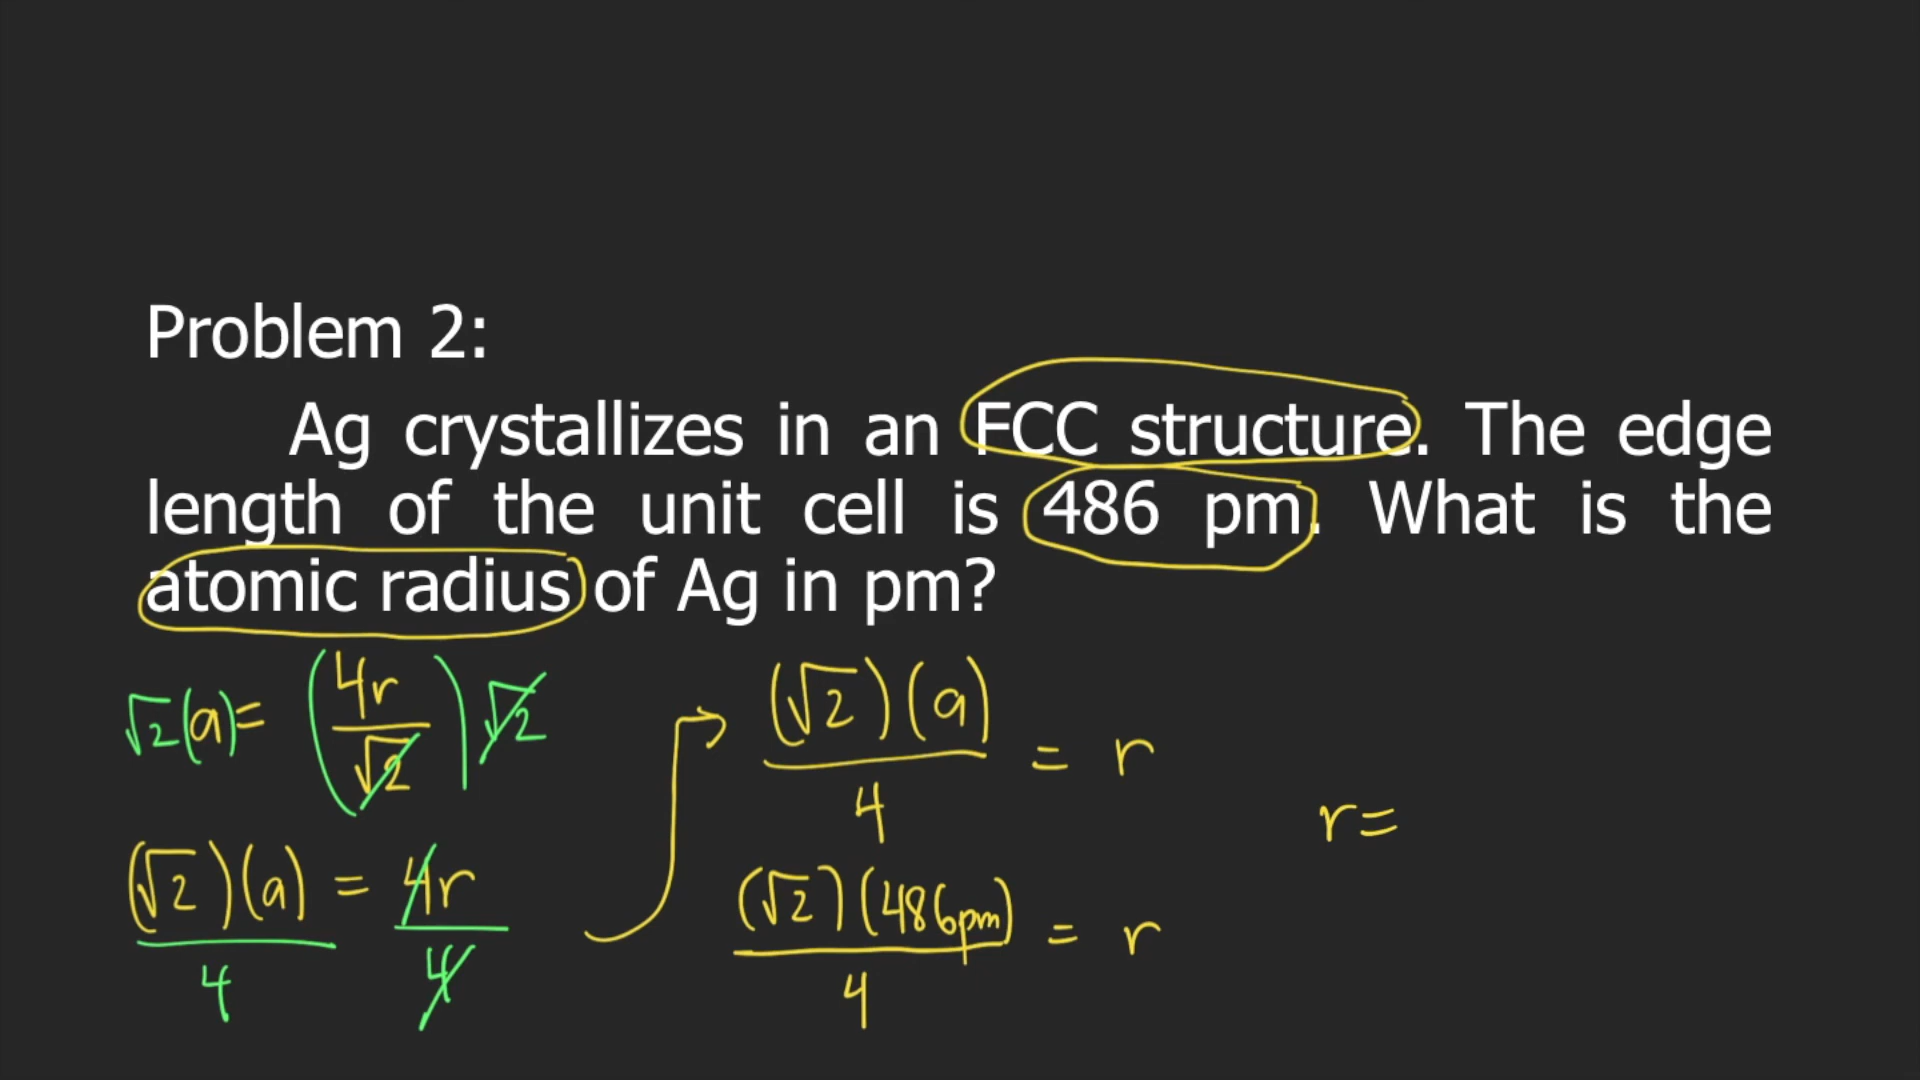 Problem 2:
Ag crystallizes in an FCC structure. The edge
length of the unit cell is 486 pm. What is the
atomic radius of Ag in pm?
√2(a)= (4r/√2)√2
(√2)(a)/4 = 4r/4
(√2)(a)/4 = r
(√2)(486pm)/4 = r
r=